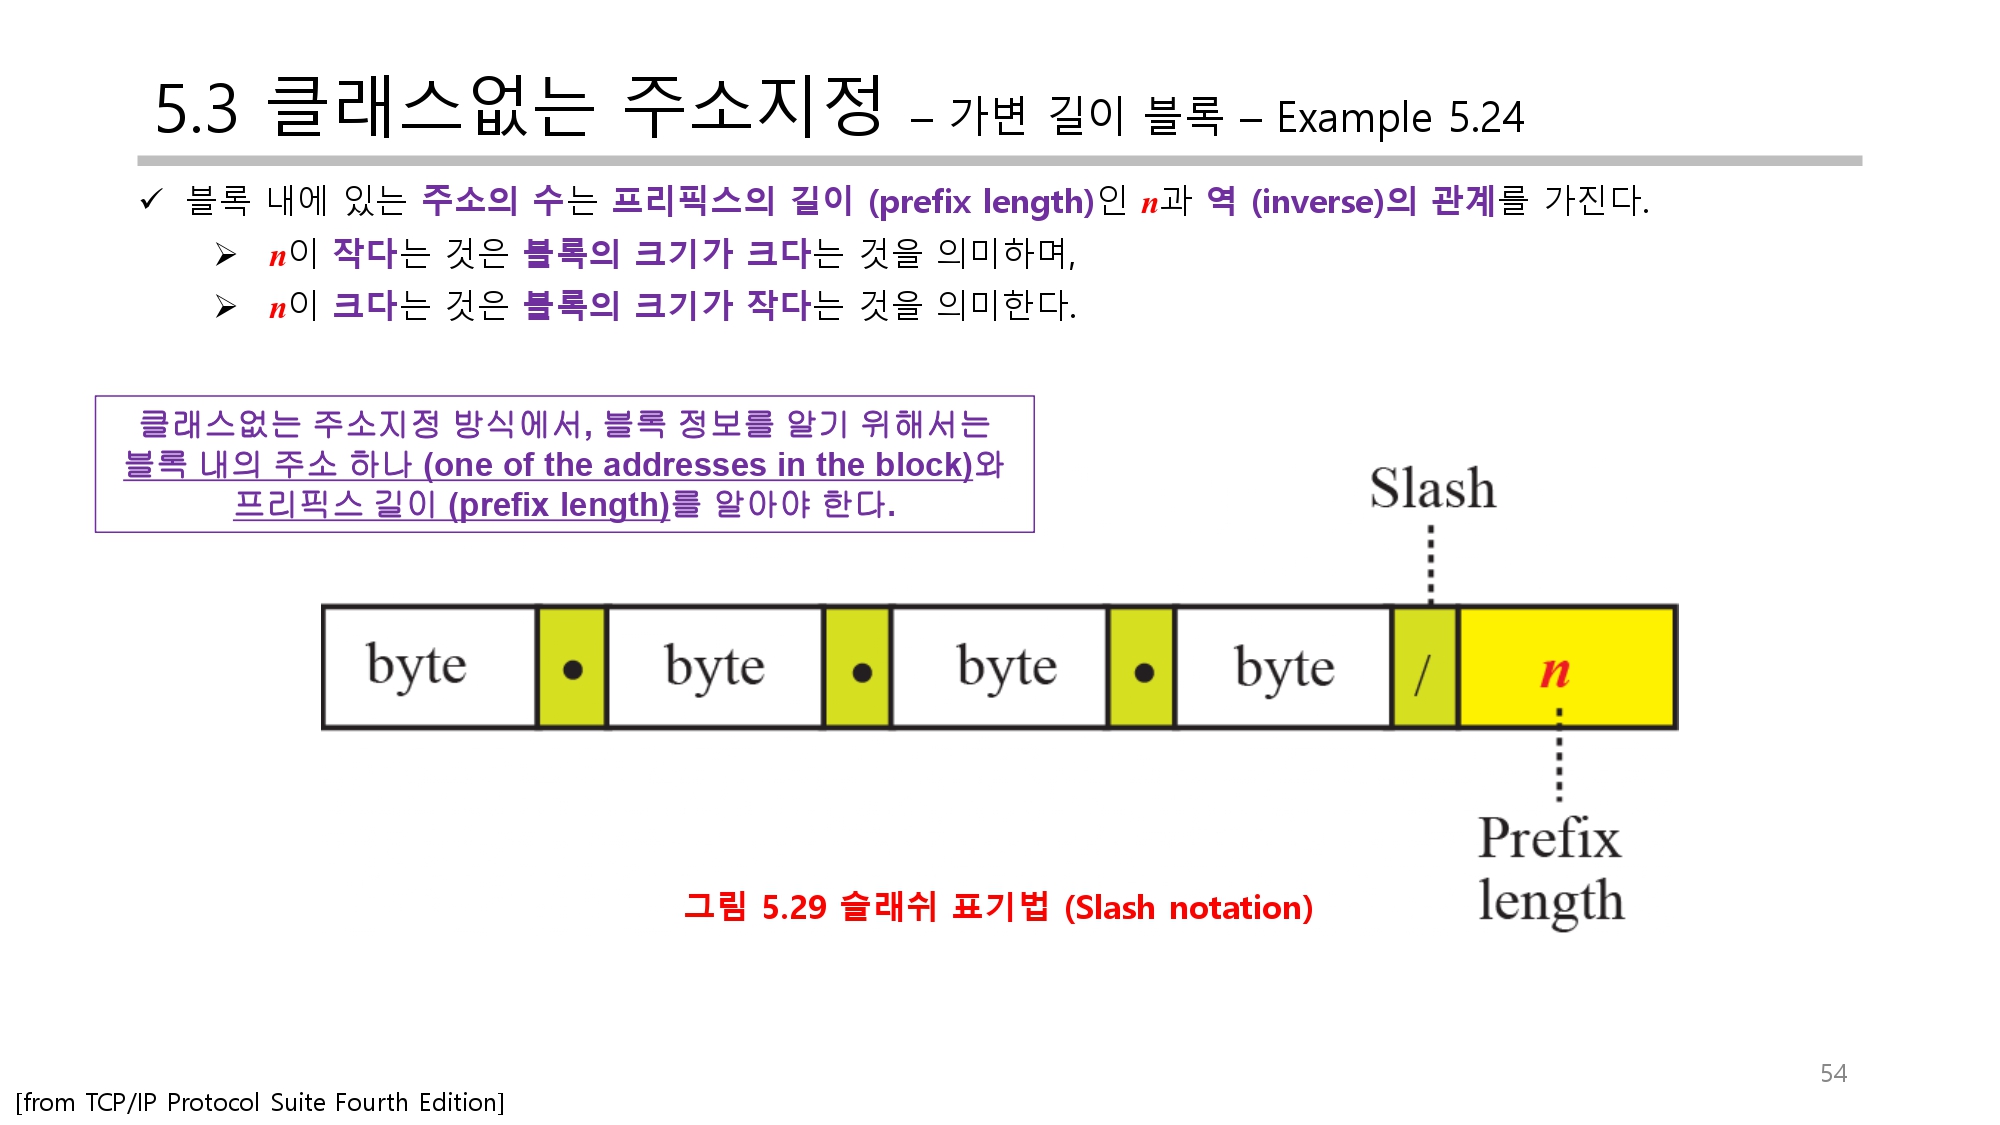 5.3 클래스없는 주소지정 – 가변 길이 블록 – Example 5.24
✓ 블록 내에 있는 주소의 수는 프리픽스의 길이 (prefix length)인 n과 역 (inverse)의 관계를 가진다.
➢ n이 작다는 것은 블록의 크기가 크다는 것을 의미하며,
➢ n이 크다는 것은 블록의 크기가 작다는 것을 의미한다.
클래스없는 주소지정 방식에서, 블록 정보를 알기 위해서는
블록 내의 주소 하나 (one of the addresses in the block)와
프리픽스 길이 (prefix length)를 알아야 한다.
Slash
byte • byte • byte • byte / n
Prefix
length
그림 5.29 슬래쉬 표기법 (Slash notation)
54
[from TCP/IP Protocol Suite Fourth Edition]